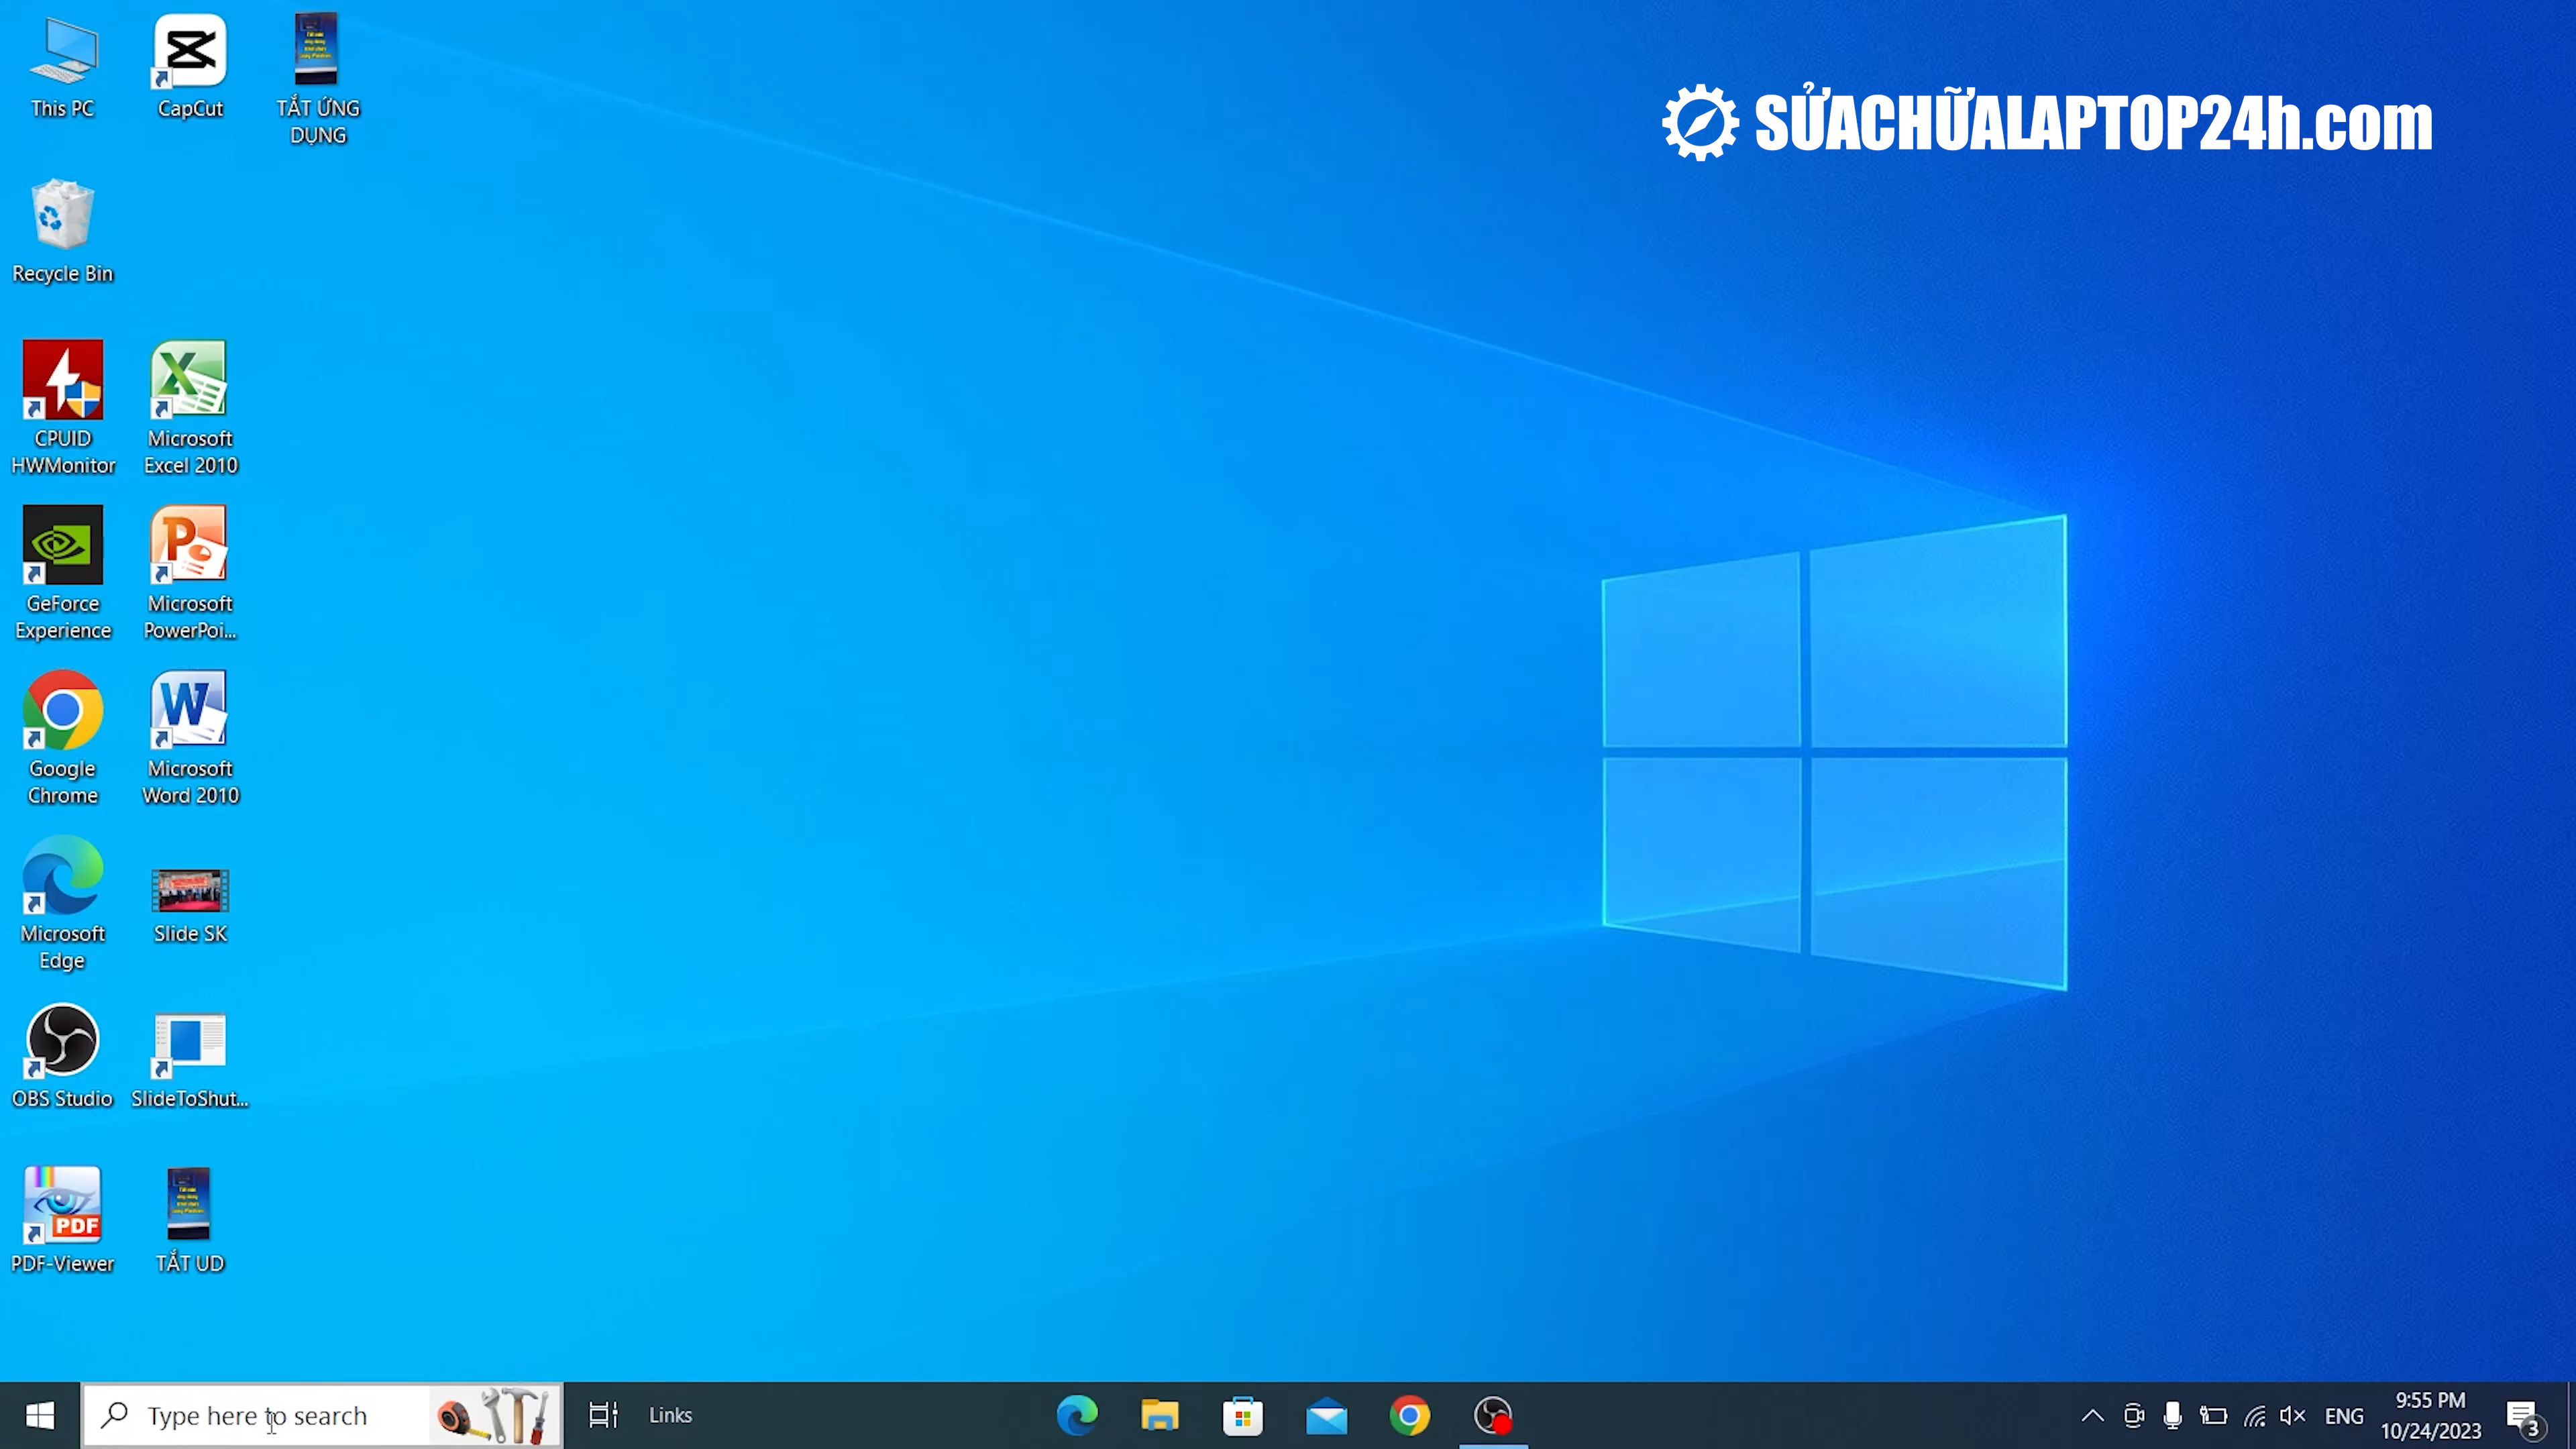 This PC
CapCut
TẮT ỨNG
DỤNG
SỬACHỮALAPTOP24h.com
Recycle Bin
CPUID
HWMonitor
Microsoft
Excel 2010
GeForce
Experience
Microsoft
PowerPoi...
Google
Chrome
Microsoft
Word 2010
Microsoft
Edge
Slide SK
OBS Studio
SlideToShut...
PDF
PDF-Viewer
TẮT UD
Type here to search
Links
ENG
9:55 PM
10/24/2023
3